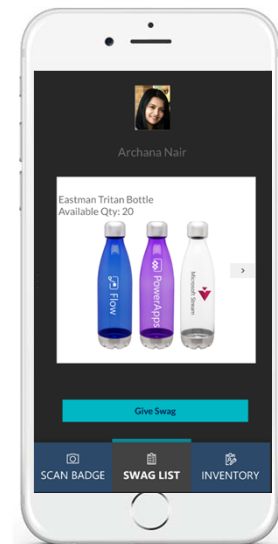 Archana Nair
Eastman Tritan Bottle
Available Qty: 20
Flow
PowerApps
Microsoft Stream
>
Give Swag
SCAN BADGE
SWAG LIST
INVENTORY